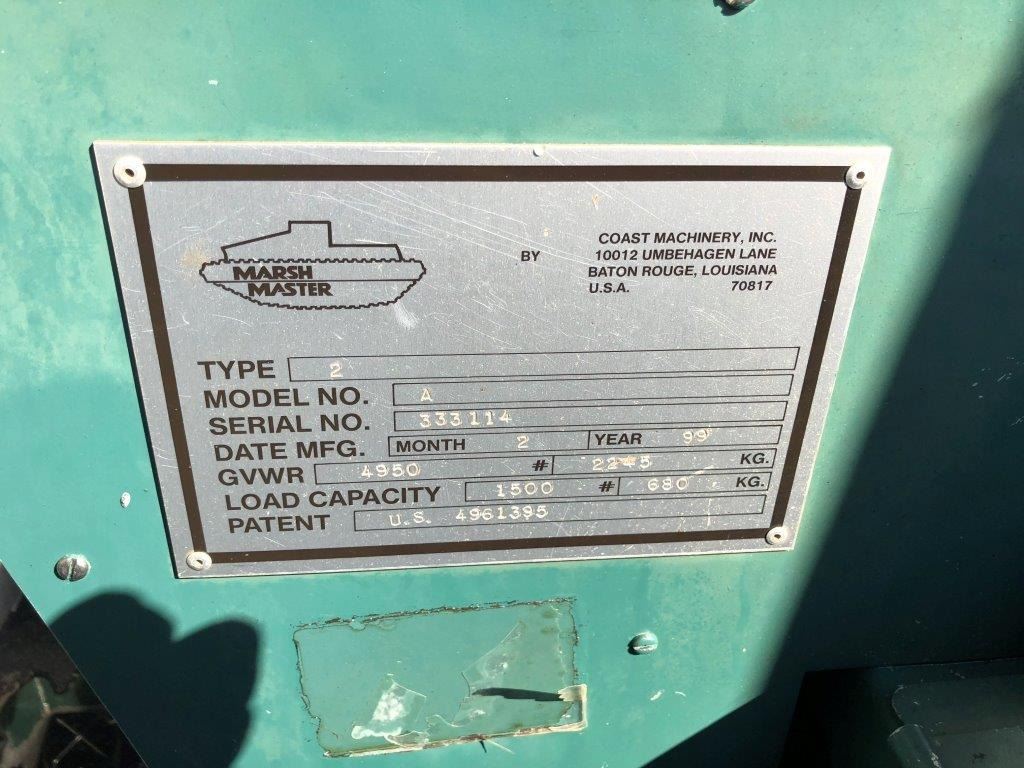 MARSH
MASTER
BY
COAST MACHINERY, INC.
10012 UMBEHAGEN LANE
BATON ROUGE, LOUISIANA
U.S.A. 70817
TYPE 2
MODEL NO. A
SERIAL NO. 333114
DATE MFG. MONTH 2 YEAR 99
GVWR 4950 # 2245 KG.
LOAD CAPACITY 1500 # 680 KG.
PATENT U.S. 4961395